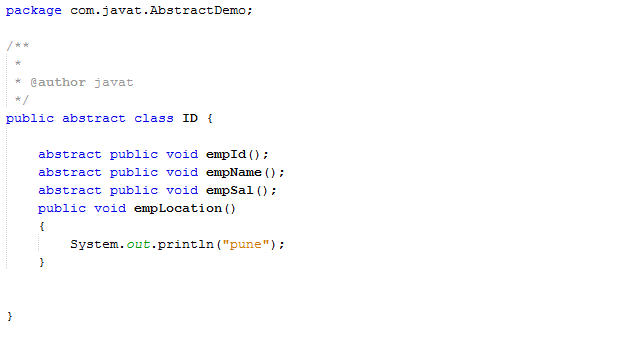 package com.javat.AbstractDemo;
/**
 *
 * @author javat
 */
public abstract class ID {
    abstract public void empId();
    abstract public void empName();
    abstract public void empSal();
    public void empLocation()
    {
        System.out.println("pune");
    }
}